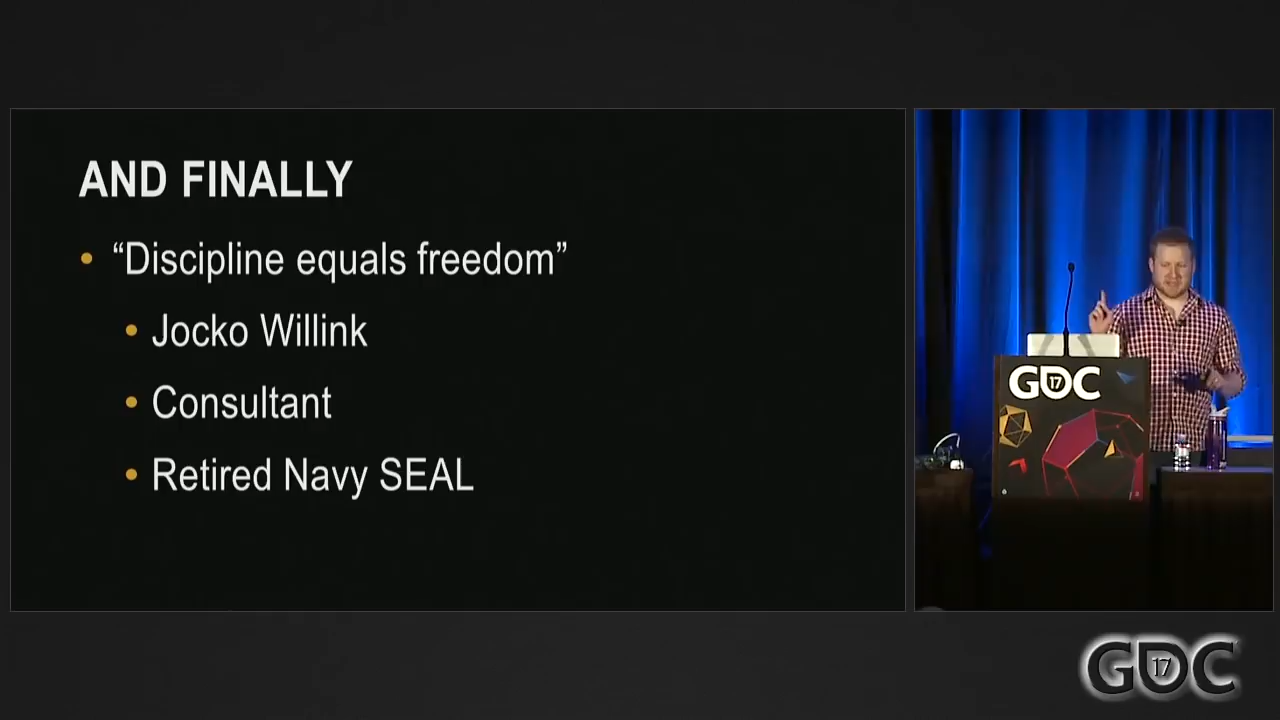 AND FINALLY
• “Discipline equals freedom”
• Jocko Willink
• Consultant
• Retired Navy SEAL
GDC
17
GDC
17